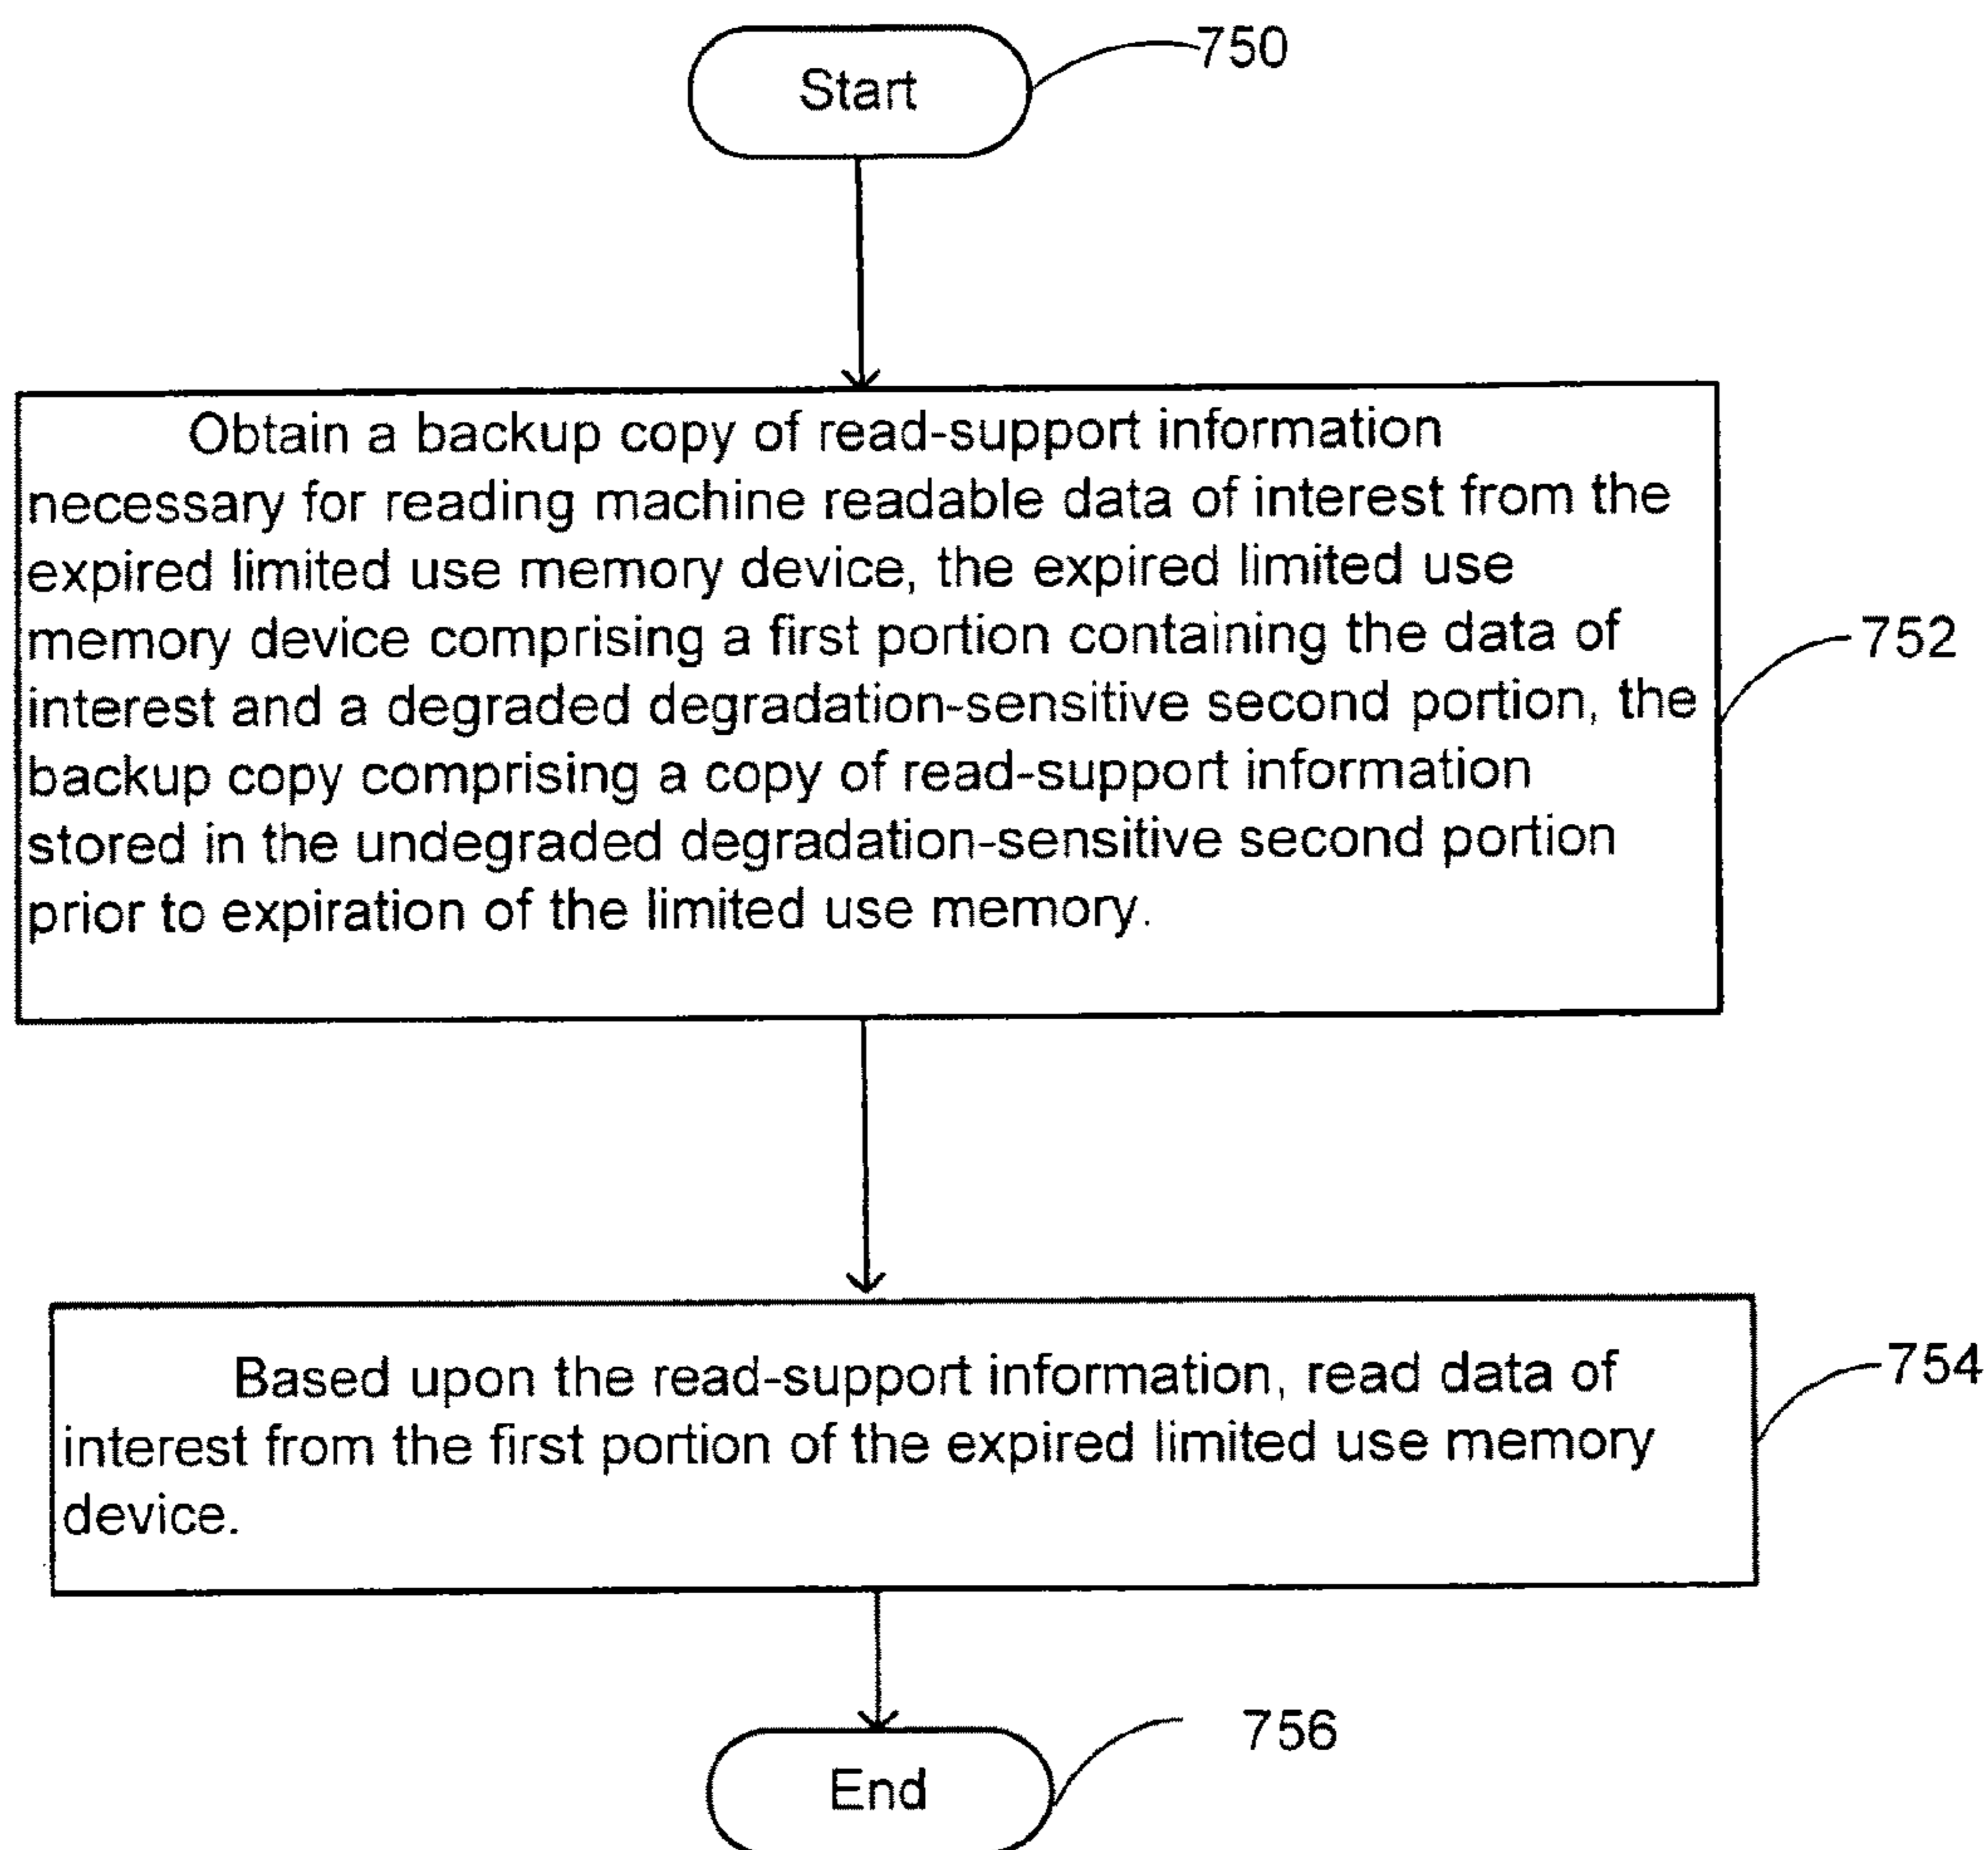 Start
750
Obtain a backup copy of read-support information
necessary for reading machine readable data of interest from the
expired limited use memory device, the expired limited use
memory device comprising a first portion containing the data of
interest and a degraded degradation-sensitive second portion, the
backup copy comprising a copy of read-support information
stored in the undegraded degradation-sensitive second portion
prior to expiration of the limited use memory.
752
Based upon the read-support information, read data of
interest from the first portion of the expired limited use memory
device.
754
End
756